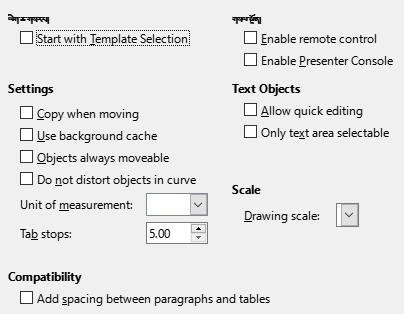 Start with Template Selection
Enable remote control
Enable Presenter Console
Settings
Copy when moving
Use background cache
Objects always moveable
Do not distort objects in curve
Unit of measurement:
Tab stops: 5.00
Text Objects
Allow quick editing
Only text area selectable
Scale
Drawing scale:
Compatibility
Add spacing between paragraphs and tables